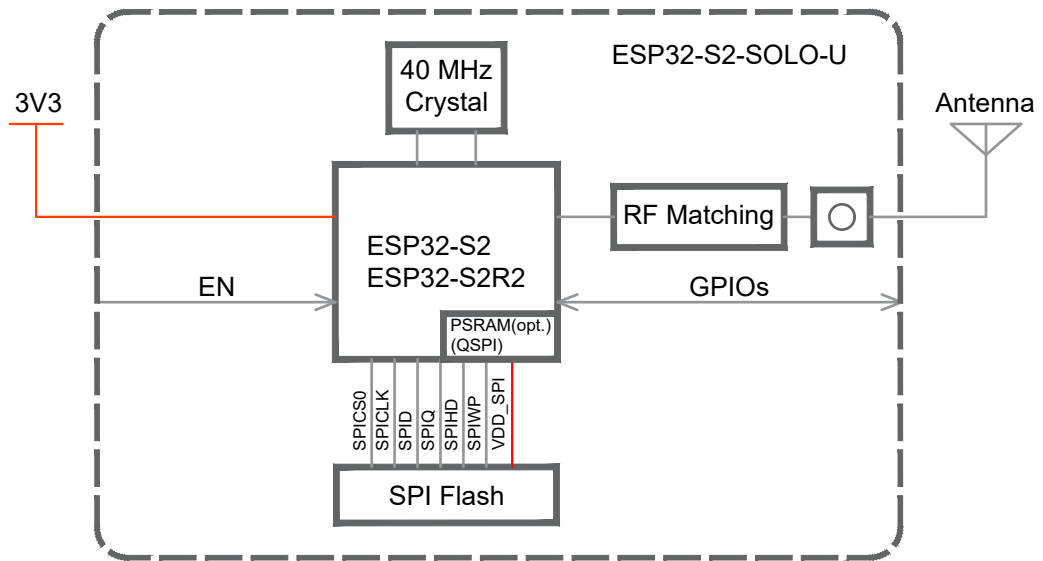 ESP32-S2-SOLO-U
40 MHz
Crystal
3V3
Antenna
RF Matching
ESP32-S2
ESP32-S2R2
EN
GPIOs
PSRAM(opt.)
(QSPI)
SPICS0
SPICLK
SPID
SPIQ
SPIHD
SPIWP
VDD_SPI
SPI Flash